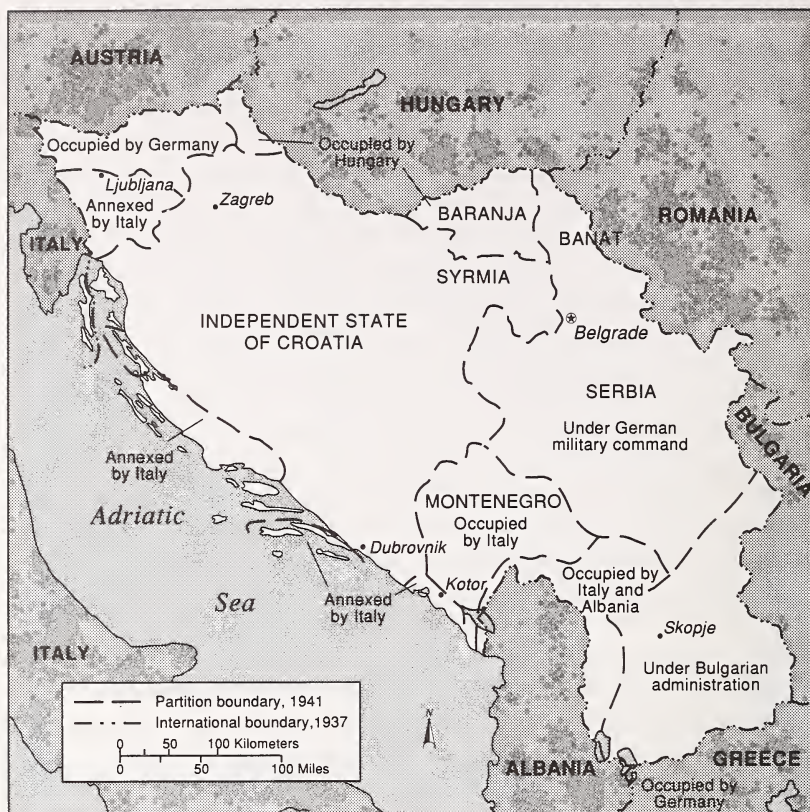 AUSTRIA
HUNGARY
Occupied by Germany
Occupied by
Hungary
Ljubljana
Annexed
by Italy
Zagreb
ITALY
BARANJA
BANAT
ROMANIA
SYRMIA
INDEPENDENT STATE
OF CROATIA
Belgrade
SERBIA
Under German
military command
BULGARIA
Annexed
by Italy
MONTENEGRO
Occupied
by Italy
Adriatic
Sea
Dubrovnik
Kotor
Annexed
by Italy
Occupied by
Italy and
Albania
Skopje
Under Bulgarian
administration
ITALY
Partition boundary, 1941
International boundary,1937
0 50 100 Kilometers
0 50 100 Miles
N
ALBANIA
GREECE
Occupied by
Germany